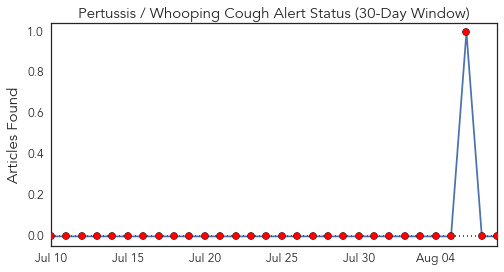 Pertussis / Whooping Cough Alert Status (30-Day Window)
Articles Found
1.0
0.8
0.6
0.4
0.2
0.0
Jul 10 Jul 15 Jul 20 Jul 25 Jul 30 Aug 04